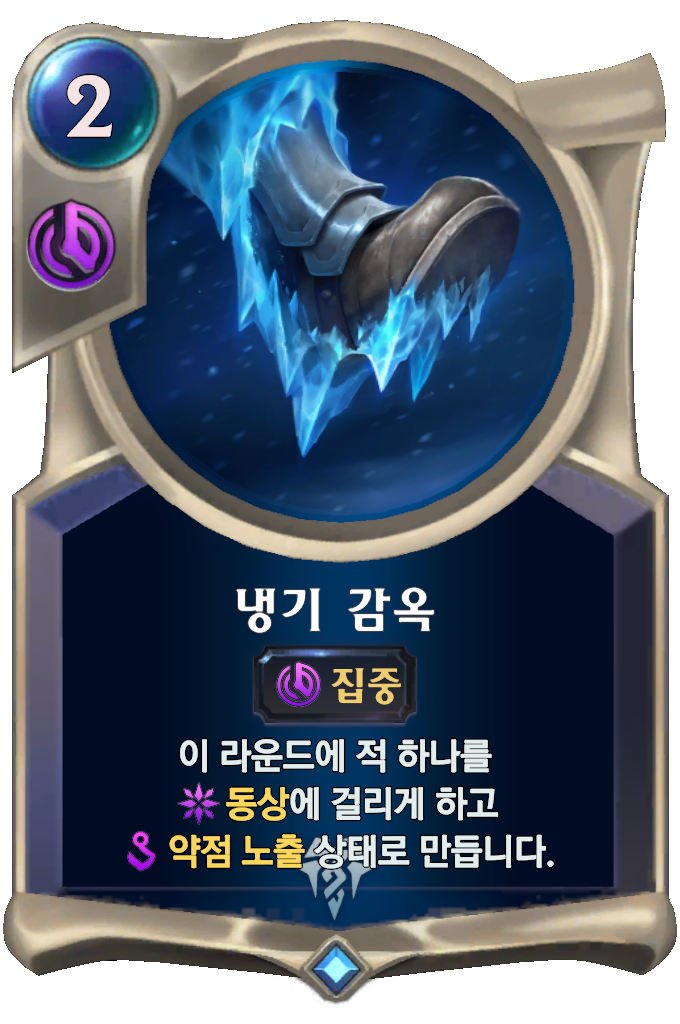 2
냉기 감옥
집중
이 라운드에 적 하나를
동상에 걸리게 하고
약점 노출 상태로 만듭니다.